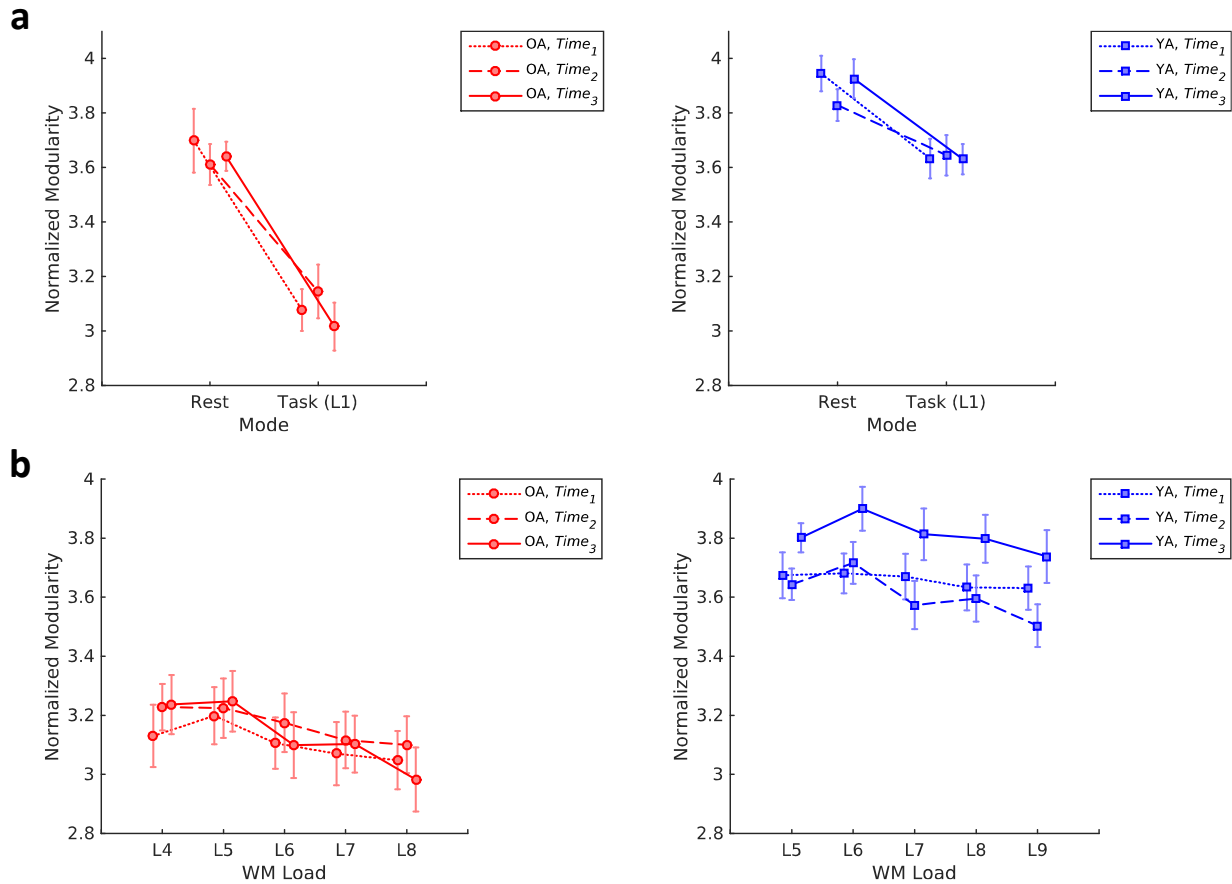 a
4
3.8
3.6
3.4
3.2
3
2.8
Normalized Modularity
Rest
Task (L1)
Mode
OA, Time1
OA, Time2
OA, Time3
4
3.8
3.6
3.4
3.2
3
2.8
Normalized Modularity
Rest
Task (L1)
Mode
YA, Time1
YA, Time2
YA, Time3
b
4
3.8
3.6
3.4
3.2
3
2.8
Normalized Modularity
L4
L5
L6
L7
L8
WM Load
OA, Time1
OA, Time2
OA, Time3
4
3.8
3.6
3.4
3.2
3
2.8
Normalized Modularity
L5
L6
L7
L8
L9
WM Load
YA, Time1
YA, Time2
YA, Time3